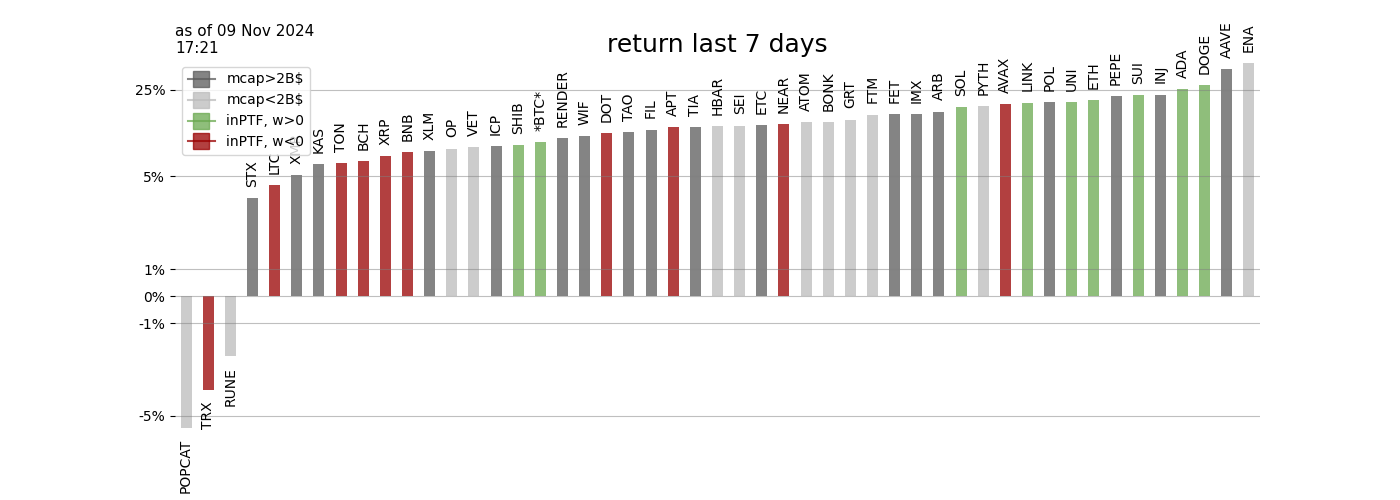 as of 09 Nov 2024
17:21
return last 7 days
mcap>2B$
mcap<2B$
inPTF, w>0
inPTF, w<0
25%
5%
1%
0%
-1%
-5%
POPCAT
TRX
RUNE
STX
LTC
XMR
KAS
TON
BCH
XRP
BNB
XLM
OP
VET
ICP
SHIB
*BTC*
RENDER
WIF
DOT
TAO
FIL
APT
TIA
HBAR
SEI
ETC
NEAR
ATOM
BONK
GRT
FTM
FET
IMX
ARB
SOL
PYTH
AVAX
LINK
POL
UNI
ETH
PEPE
SUI
INJ
ADA
DOGE
AAVE
ENA